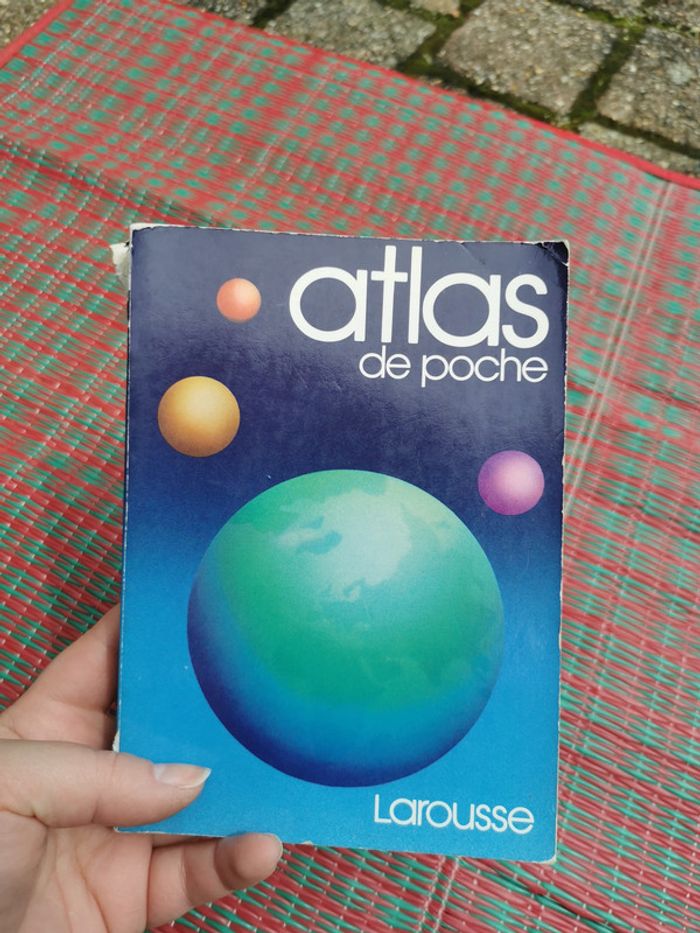 atlas
de poche
Larousse